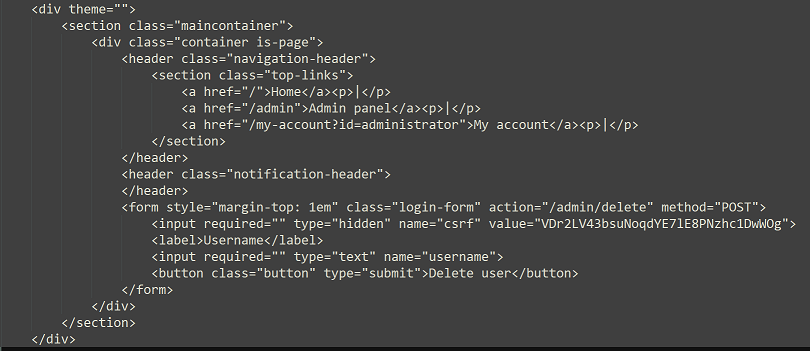 <div theme="">
<section class="maincontainer">
<div class="container is-page">
<header class="navigation-header">
<section class="top-links">
<a href="/">Home</a><p>|</p>
<a href="/admin">Admin panel</a><p>|</p>
<a href="/my-account?id=administrator">My account</a><p>|</p>
</section>
</header>
<header class="notification-header">
</header>
<form style="margin-top: 1em" class="login-form" action="/admin/delete" method="POST">
<input required="" type="hidden" name="csrf" value="VDr2LV43bsuNoqdYE7lE8PNzhc1DwWOg">
<label>Username</label>
<input required="" type="text" name="username">
<button class="button" type="submit">Delete user</button>
</form>
</div>
</section>
</div>